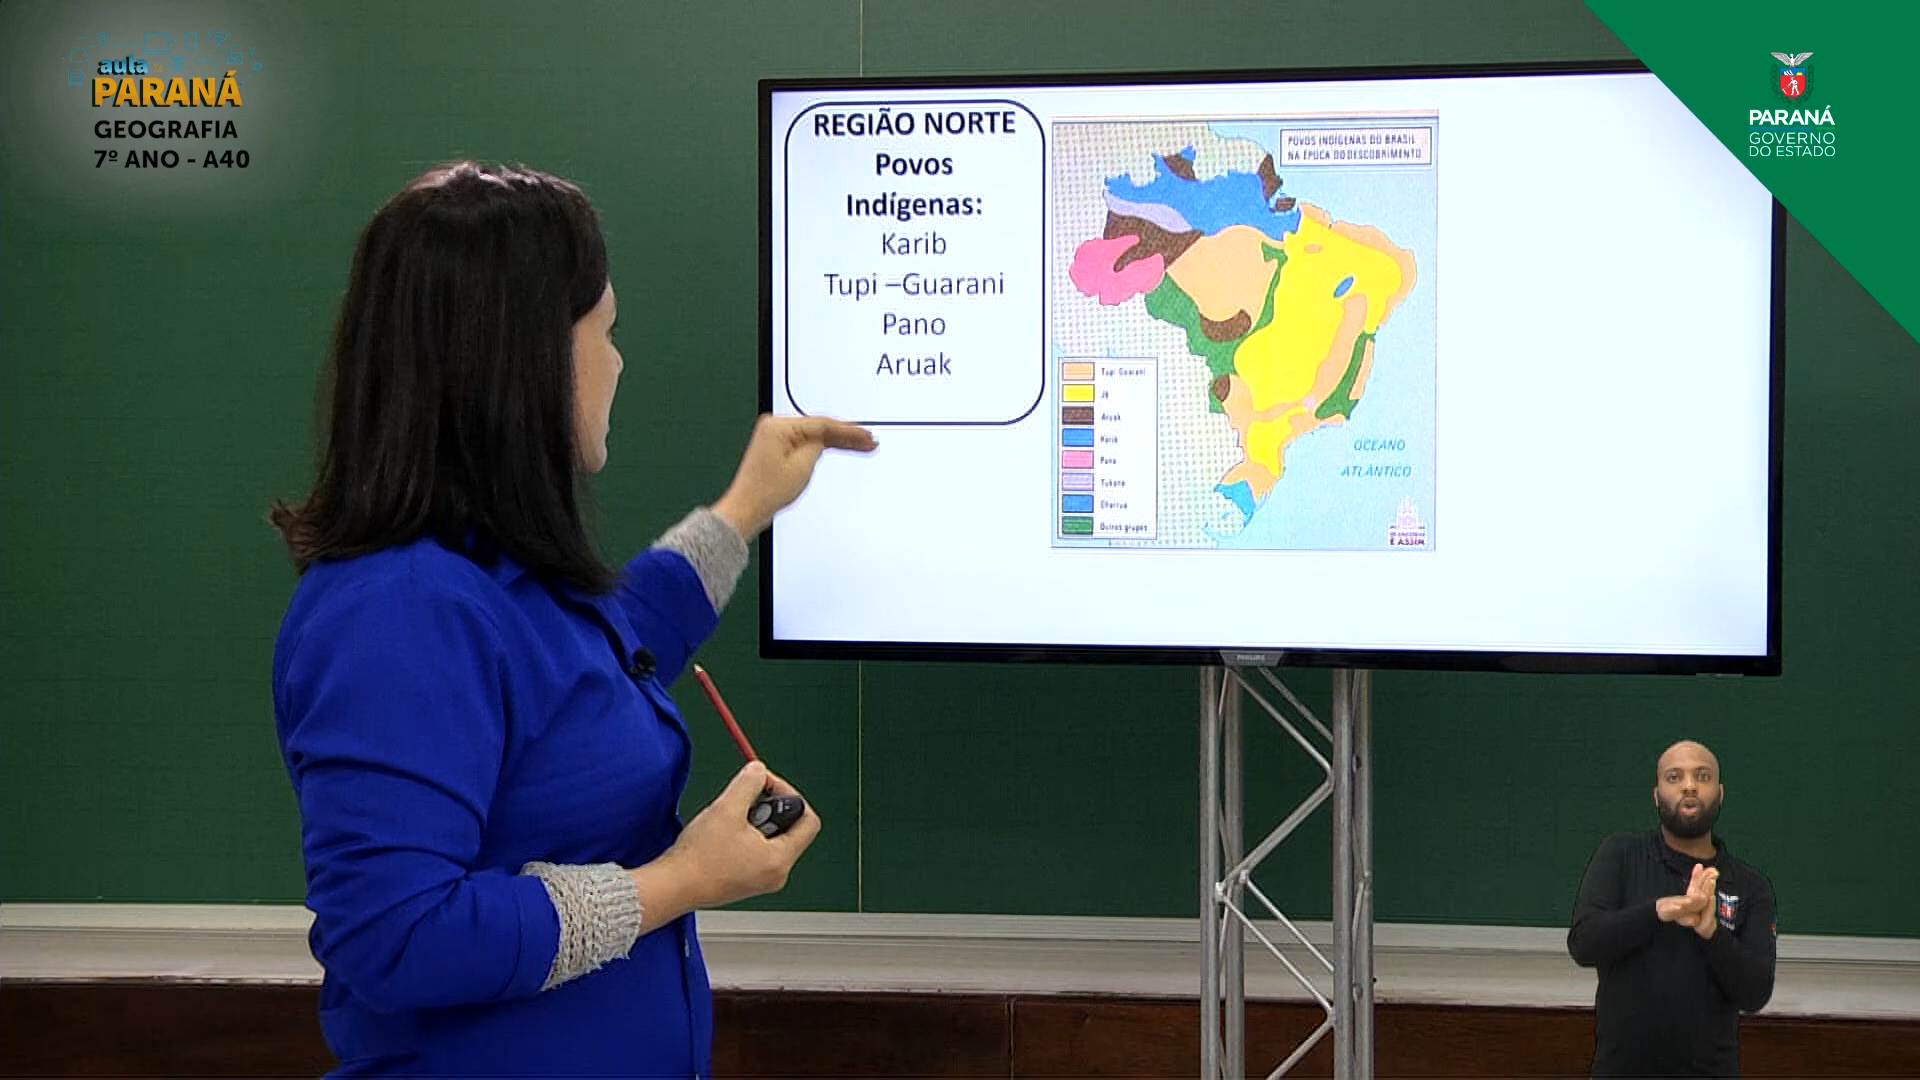 aula
PARANÁ
GEOGRAFIA
7º ANO - A40
REGIÃO NORTE
Povos
Indígenas:
Karib
Tupi –Guarani
Pano
Aruak
POVOS INDÍGENAS DO BRASIL
NA ÉPOCA DO DESCOBRIMENTO
Tupi Guarani
Jê
Aruak
Karib
Pano
Tukano
Charrua
Outros grupos
OCEANO
ATLÂNTICO
É ASSIM
PHILIPS
PARANÁ
GOVERNO
DO ESTADO